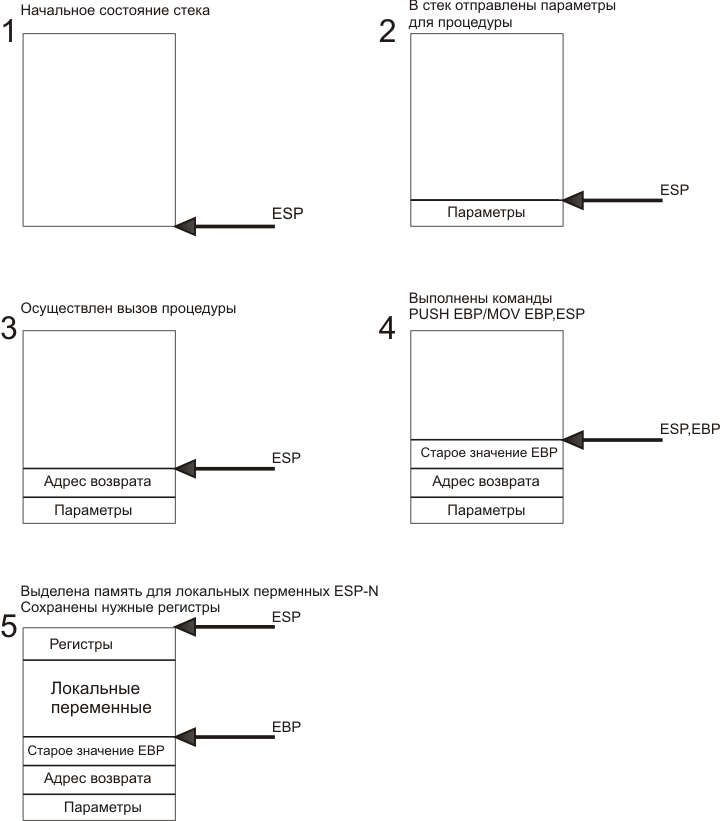 1
Начальное состояние стека
ESP
2
В стек отправлены параметры
для процедуры
ESP
Параметры
3
Осуществлен вызов процедуры
ESP
Адрес возврата
Параметры
4
Выполнены команды
PUSH EBP/MOV EBP,ESP
ESP,EBP
Старое значение EBP
Адрес возврата
Параметры
5
Выделена память для локальных перменных ESP-N
Сохранены нужные регистры
ESP
Регистры
Локальные
переменные
EBP
Старое значение EBP
Адрес возврата
Параметры